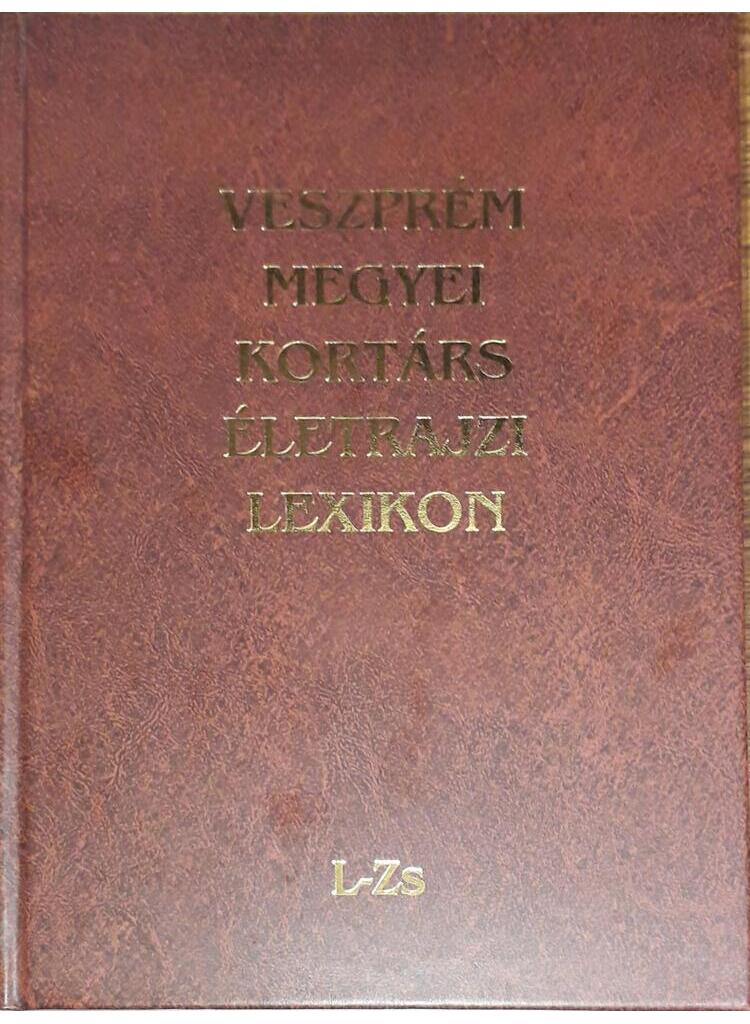 VESZPRÉM
MEGYEI
KORTÁRS
ÉLETRAJZI
LEXIKON
L-Zs